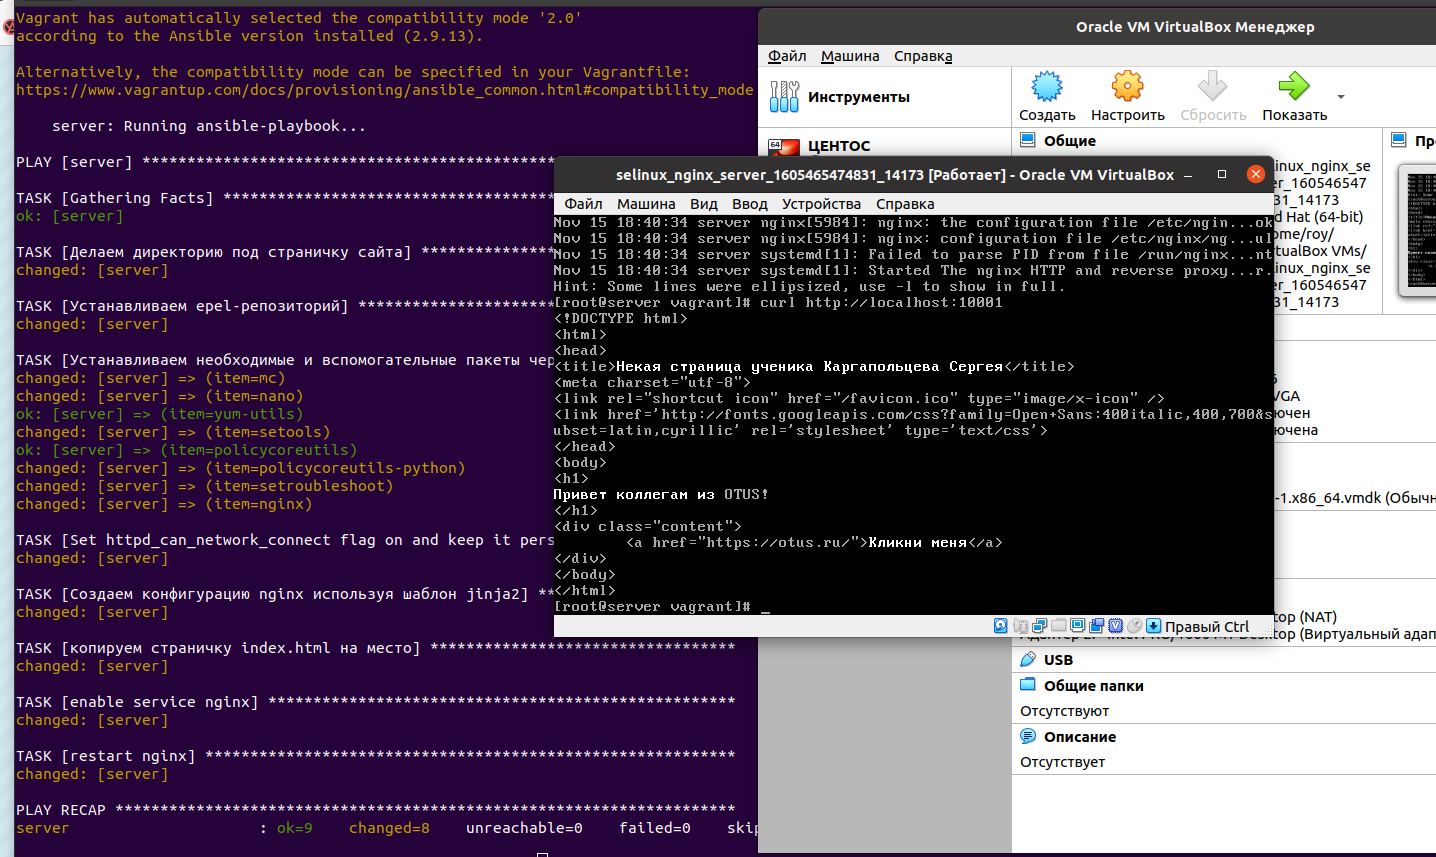 Vagrant has automatically selected the compatibility mode '2.0'
according to the Ansible version installed (2.9.13).
Alternatively, the compatibility mode can be specified in your Vagrantfile:
https://www.vagrantup.com/docs/provisioning/ansible_common.html#compatibility_mode
server: Running ansible-playbook...
PLAY [server] **********************************************
TASK [Gathering Facts] *************************************
ok: [server]
TASK [Делаем директорию под страничку сайта] ***************
changed: [server]
TASK [Устанавливаем epel-репозиторий] **********************
changed: [server]
TASK [Устанавливаем необходимые и вспомогательные пакеты чер
changed: [server] => (item=mc)
changed: [server] => (item=nano)
ok: [server] => (item=yum-utils)
changed: [server] => (item=setools)
ok: [server] => (item=policycoreutils)
changed: [server] => (item=policycoreutils-python)
changed: [server] => (item=setroubleshoot)
changed: [server] => (item=nginx)
TASK [Set httpd_can_network_connect flag on and keep it pers
changed: [server]
TASK [Создаем конфигурацию nginx используя шаблон jinja2] **
changed: [server]
TASK [копируем страничку index.html на место] **********************************
changed: [server]
TASK [enable service nginx] ****************************************************
changed: [server]
TASK [restart nginx] ***********************************************************
changed: [server]
PLAY RECAP *********************************************************************
server : ok=9 changed=8 unreachable=0 failed=0 skip
Oracle VM VirtualBox Менеджер
Файл Машина Справка
Инструменты
Создать Настроить Сбросить Показать
64 ЦЕНТОС
Общие
selinux_nginx_server_1605465474831_14173 [Работает] - Oracle VM VirtualBox
Файл Машина Вид Ввод Устройства Справка
Nov 15 18:40:34 server nginx[5984]: nginx: the configuration file /etc/ngin...ok
Nov 15 18:40:34 server nginx[5984]: nginx: configuration file /etc/nginx/ng...ul
Nov 15 18:40:34 server systemd[1]: Failed to parse PID from file /run/nginx...nt
Nov 15 18:40:34 server systemd[1]: Started The nginx HTTP and reverse proxy...r.
Hint: Some lines were ellipsized, use -l to show in full.
[root@server vagrant]# curl http://localhost:10001
<!DOCTYPE html>
<html>
<head>
<title>Некая страница ученика Каргапольцева Сергея</title>
<meta charset="utf-8">
<link rel="shortcut icon" href="/favicon.ico" type="image/x-icon" />
<link href='http://fonts.googleapis.com/css?family=Open+Sans:400italic,400,700&s
ubset=latin,cyrillic' rel='stylesheet' type='text/css'>
</head>
<body>
<h1>
Привет коллегам из OTUS!
</h1>
<div class="content">
<a href="https://otus.ru/">Кликни меня</a>
</div>
</body>
</html>
[root@server vagrant]# _
Правый Ctrl
linux_nginx_se
er_160546547
31_14173
d Hat (64-bit)
ome/roy/
rtualBox VMs/
linux_nginx_se
er_160546547
31_14173
VGA
ючен
ючена
-1.x86_64.vmdk (Обычн
top (NAT)
top (Виртуальный адап
USB
Общие папки
Отсутствуют
Описание
Отсутствует